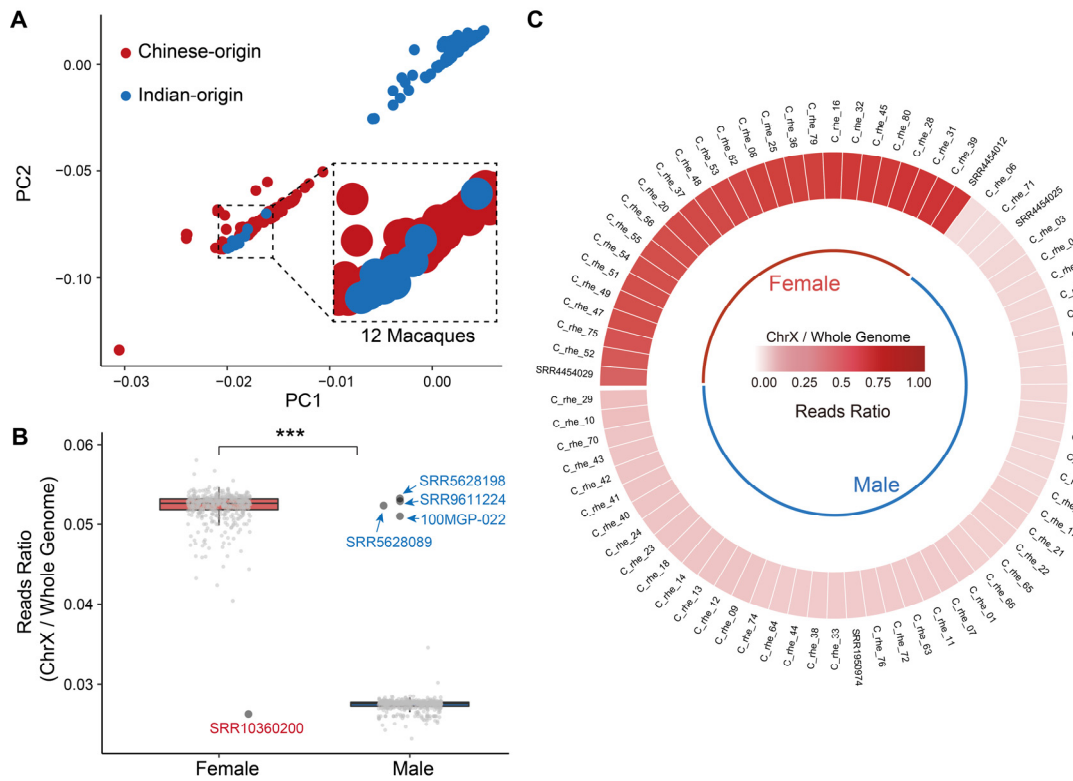 A
Chinese-origin
Indian-origin
0.00
−0.05
−0.10
PC2
−0.03
−0.02
−0.01
0.00
PC1
12 Macaques
B
***
0.06
0.05
0.04
0.03
Reads Ratio
(ChrX / Whole Genome)
SRR5628198
SRR9611224
100MGP-022
SRR5628089
SRR10360200
Female
Male
C
Female
ChrX / Whole Genome
0.00
0.25
0.5
0.75
1.00
Reads Ratio
Male
SRR4454029
C_rhe_52
C_rhe_75
C_rhe_47
C_rhe_49
C_rhe_51
C_rhe_54
C_rhe_55
C_rhe_56
C_rhe_20
C_rhe_37
C_rhe_48
C_rhe_53
C_rhe_62
C_rhe_08
C_rhe_25
C_rhe_36
C_rhe_79
C_rhe_16
C_rhe_32
C_rhe_45
C_rhe_80
C_rhe_28
C_rhe_31
C_rhe_39
SRR4454012
C_rhe_06
C_rhe_71
SRR4454025
C_rhe_03
C_rhe_21
C_rhe_22
C_rhe_65
C_rhe_66
C_rhe_01
C_rhe_07
C_rhe_11
C_rhe_63
C_rhe_72
C_rhe_76
SRR1950974
C_rhe_33
C_rhe_38
C_rhe_44
C_rhe_64
C_rhe_74
C_rhe_09
C_rhe_12
C_rhe_13
C_rhe_14
C_rhe_18
C_rhe_23
C_rhe_24
C_rhe_40
C_rhe_41
C_rhe_42
C_rhe_43
C_rhe_70
C_rhe_10
C_rhe_29